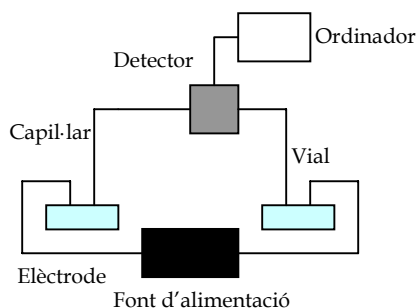 Ordinador
Detector
Capil·lar
Vial
Elèctrode
Font d'alimentació